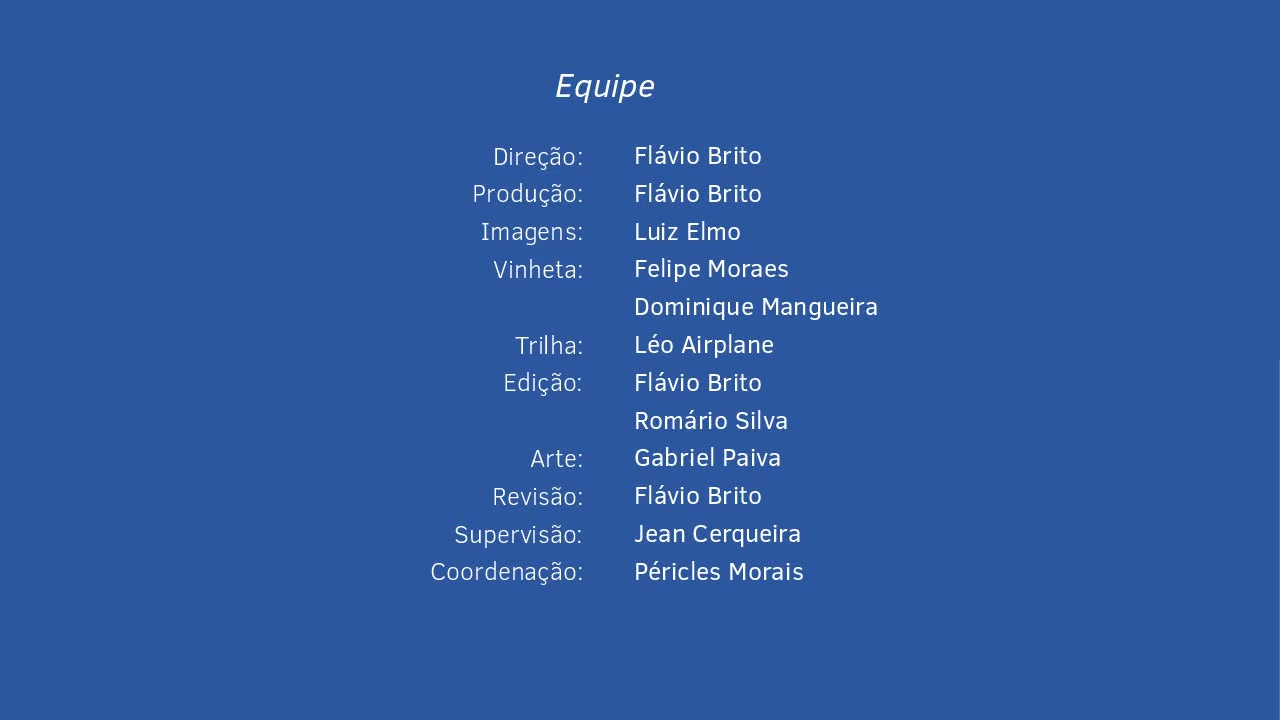 Equipe
Direção: Flávio Brito
Produção: Flávio Brito
Imagens: Luiz Elmo
Vinheta: Felipe Moraes
Dominique Mangueira
Trilha: Léo Airplane
Edição: Flávio Brito
Romário Silva
Arte: Gabriel Paiva
Revisão: Flávio Brito
Supervisão: Jean Cerqueira
Coordenação: Péricles Morais